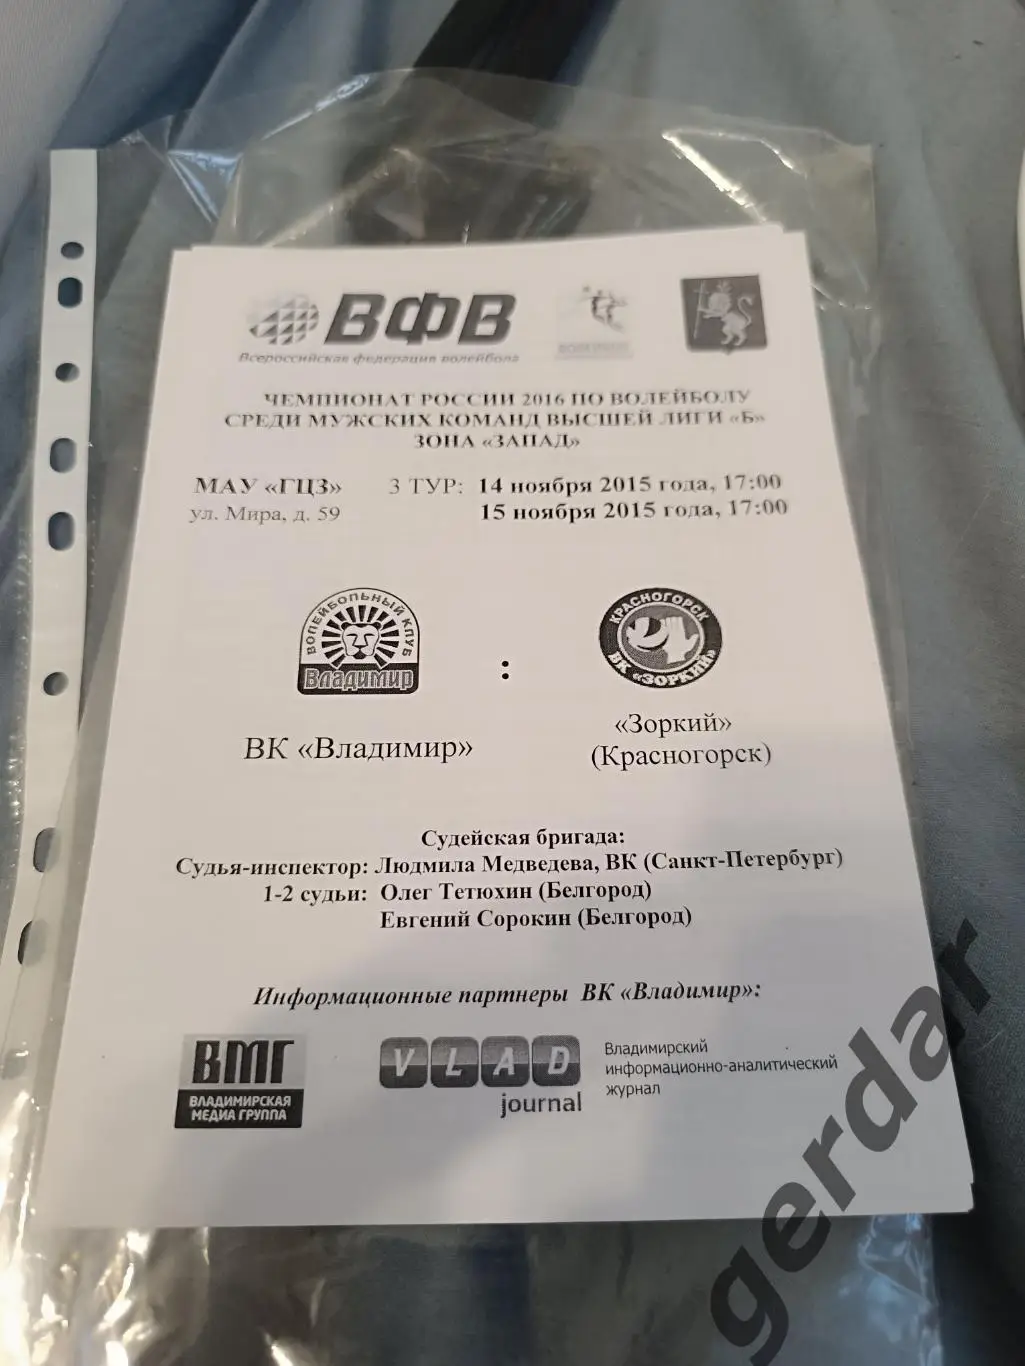 ВФВ
Всероссийская федерация волейбола
ЧЕМПИОНАТ РОССИИ 2016 ПО ВОЛЕЙБОЛУ
СРЕДИ МУЖСКИХ КОМАНД ВЫСШЕЙ ЛИГИ «Б»
ЗОНА «ЗАПАД»
МАУ «ГЦЗ» 3 ТУР: 14 ноября 2015 года, 17:00
ул. Мира, д. 59 15 ноября 2015 года, 17:00
ВОЛЕЙБОЛЬНЫЙ КЛУБ
Владимир
:
КРАСНОГОРСК
ВК «ЗОРКИЙ»
ВК «Владимир»
«Зоркий»
(Красногорск)
Судейская бригада:
Судья-инспектор: Людмила Медведева, ВК (Санкт-Петербург)
1-2 судьи: Олег Тетюхин (Белгород)
Евгений Сорокин (Белгород)
Информационные партнеры ВК «Владимир»:
ВМГ
ВЛАДИМИРСКАЯ
МЕДИА ГРУППА
VLAD
journal
Владимирский
информационно-аналитический
журнал
gerdar